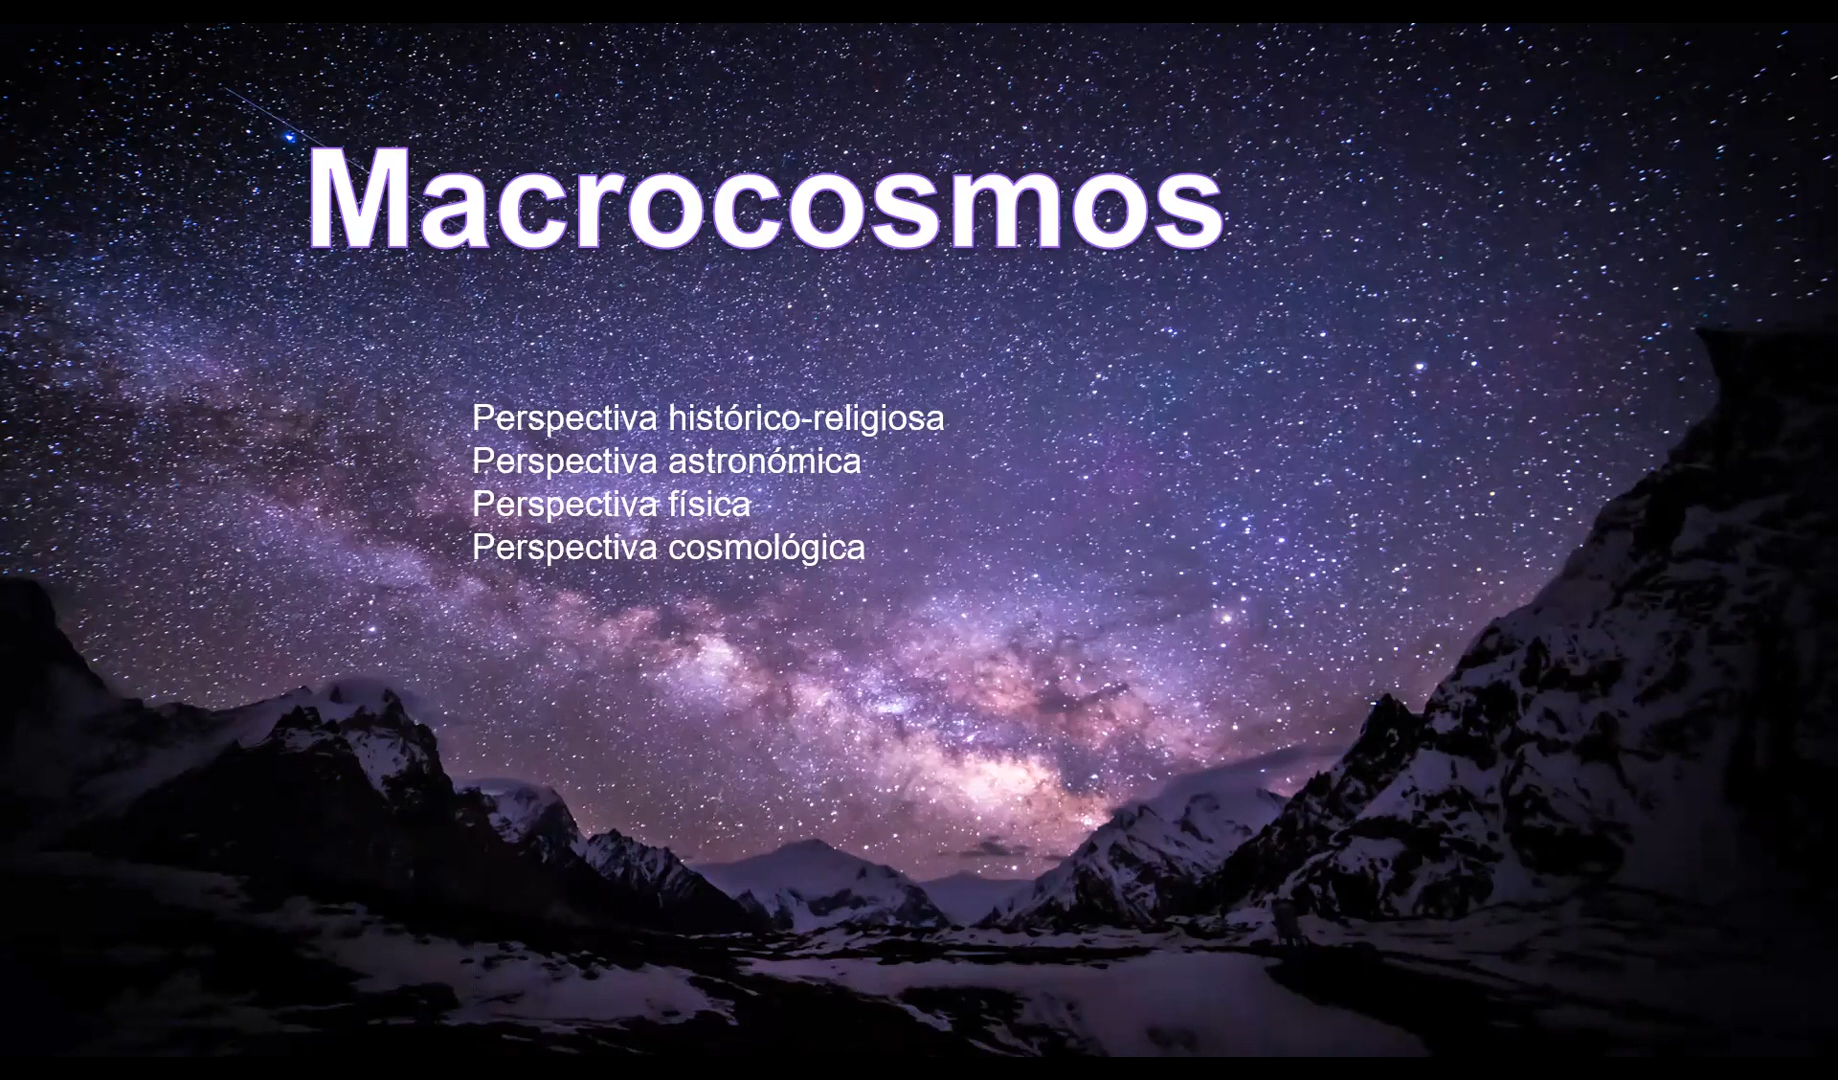 Macrocosmos
Perspectiva histórico-religiosa
Perspectiva astronómica
Perspectiva física
Perspectiva cosmológica